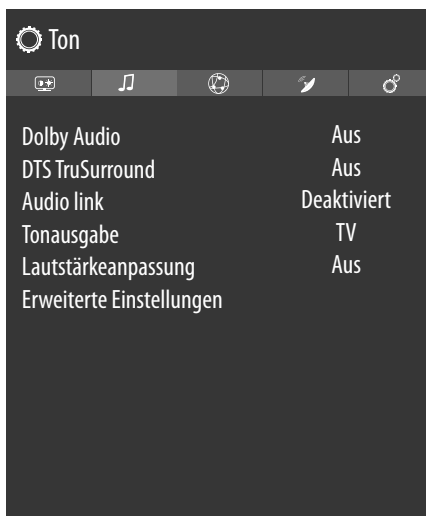 Ton
Dolby Audio Aus
DTS TruSurround Aus
Audio link Deaktiviert
Tonausgabe TV
Lautstärkeanpassung Aus
Erweiterte Einstellungen